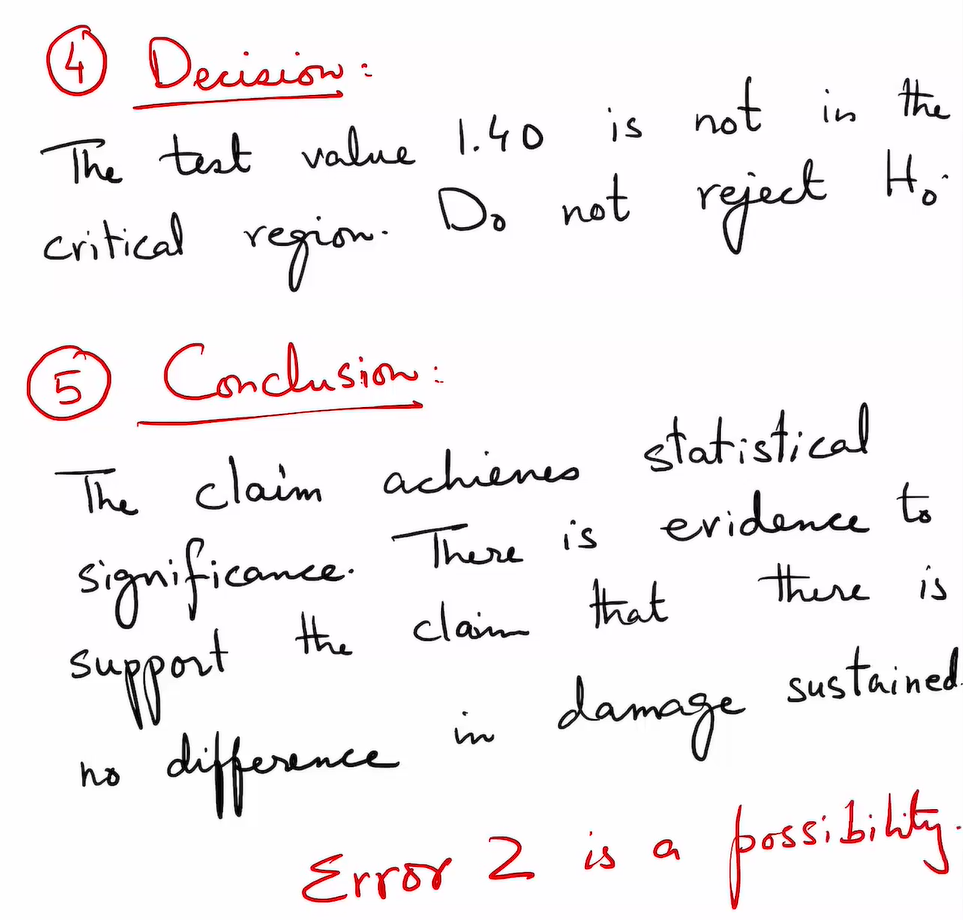 ④ Decision:
The test value 1.40 is not in the
critical region. Do not reject H₀.
⑤ Conclusion:
The claim achieves statistical
significance. There is evidence to
support the claim that there is
no difference in damage sustained.
Error 2 is a possibility.